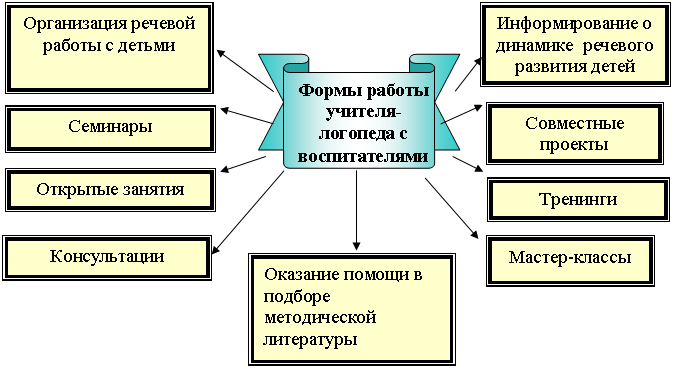 Организация речевой
работы с детьми
Семинары
Открытые занятия
Консультации
Формы работы
учителя-
логопеда с
воспитателями
Оказание помощи в
подборе
методической
литературы
Информирование о
динамике речевого
развития детей
Совместные
проекты
Тренинги
Мастер-классы